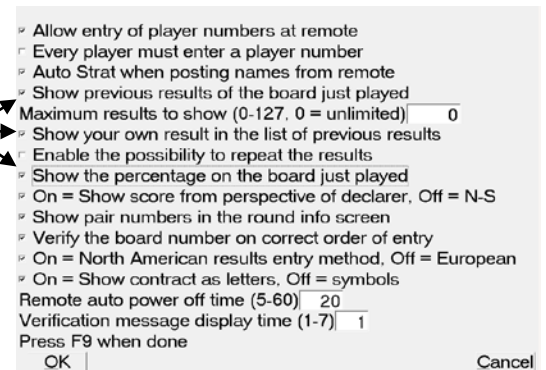 Allow entry of player numbers at remote
Every player must enter a player number
Auto Strat when posting names from remote
Show previous results of the board just played
Maximum results to show (0-127, 0 = unlimited) 0
Show your own result in the list of previous results
Enable the possibility to repeat the results
Show the percentage on the board just played
On = Show score from perspective of declarer, Off = N-S
Show pair numbers in the round info screen
Verify the board number on correct order of entry
On = North American results entry method, Off = European
On = Show contract as letters, Off = symbols
Remote auto power off time (5-60) 20
Verification message display time (1-7) 1
Press F9 when done
OK Cancel